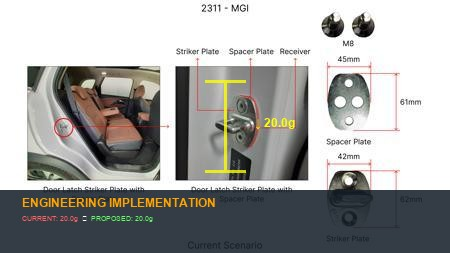 2311 - MGI
Striker Plate Spacer Plate Receiver
M8
45mm
20.0g
61mm
Spacer Plate
42mm
Door Latch Striker Plate with
Door Latch Striker Plate with
Spacer Plate
ENGINEERING IMPLEMENTATION
CURRENT: 20.0g PROPOSED: 20.0g
62mm
Striker Plate
Current Scenario